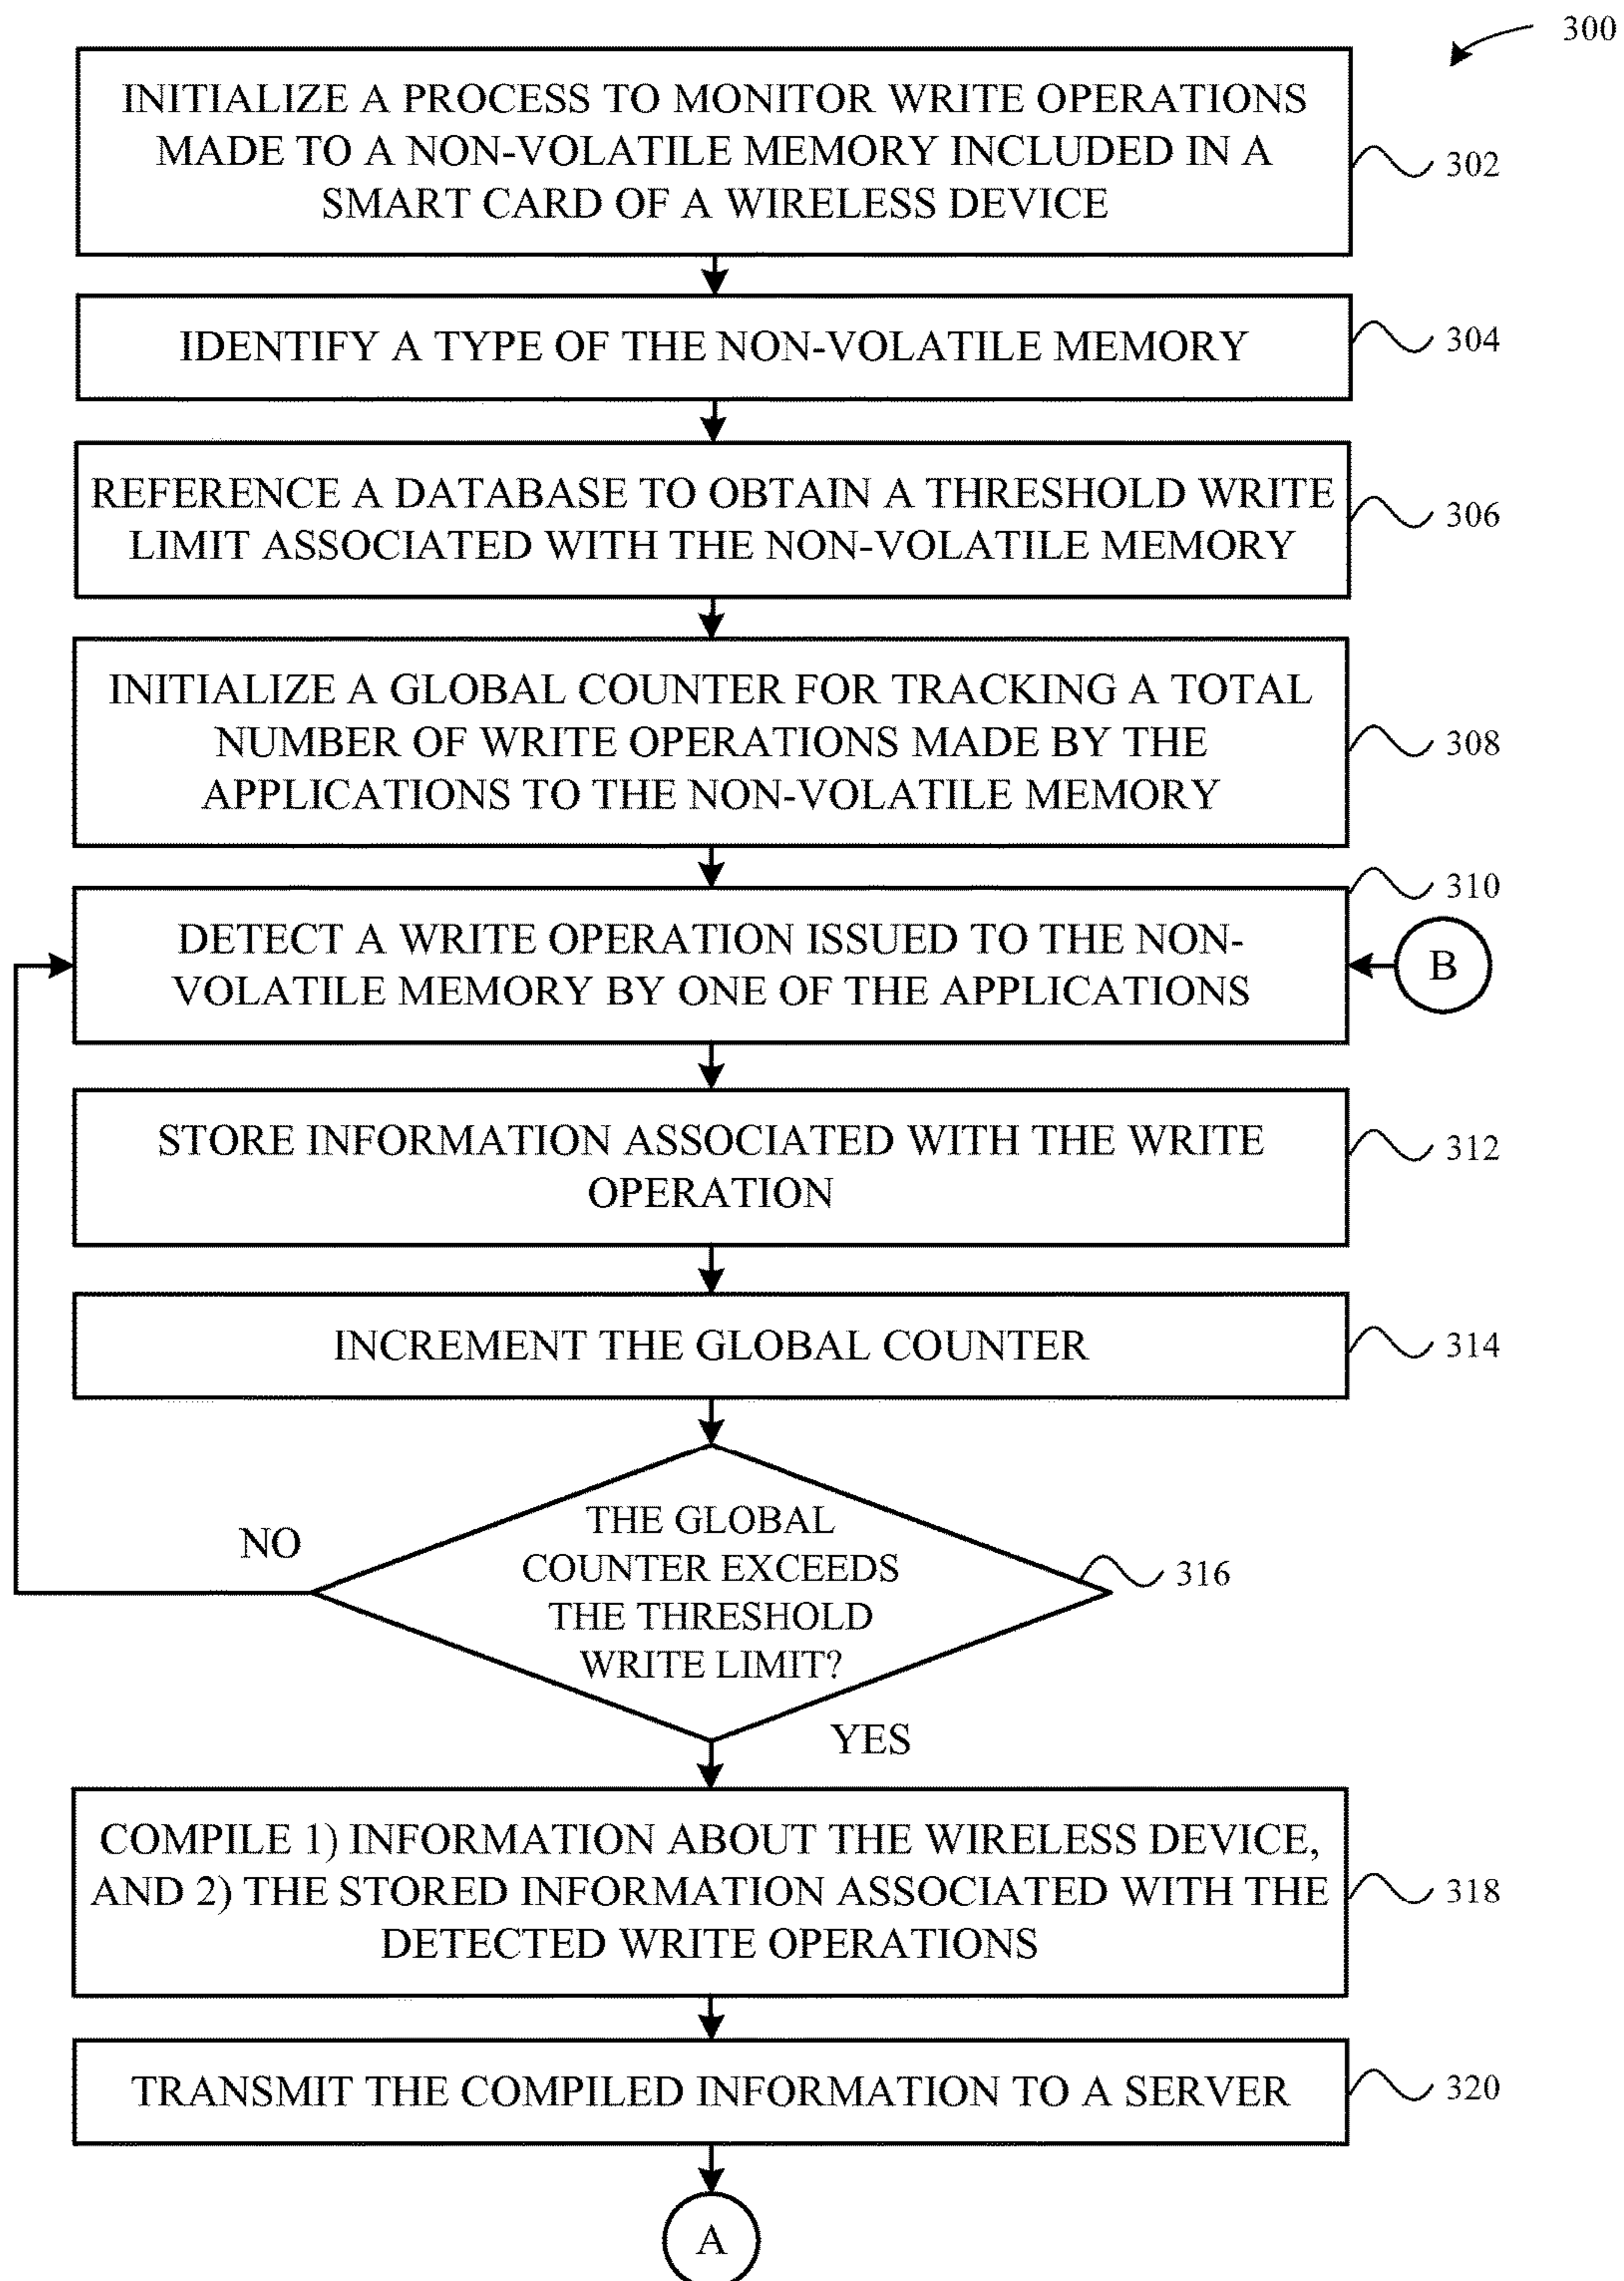 300
INITIALIZE A PROCESS TO MONITOR WRITE OPERATIONS
MADE TO A NON-VOLATILE MEMORY INCLUDED IN A
SMART CARD OF A WIRELESS DEVICE
302
IDENTIFY A TYPE OF THE NON-VOLATILE MEMORY
304
REFERENCE A DATABASE TO OBTAIN A THRESHOLD WRITE
LIMIT ASSOCIATED WITH THE NON-VOLATILE MEMORY
306
INITIALIZE A GLOBAL COUNTER FOR TRACKING A TOTAL
NUMBER OF WRITE OPERATIONS MADE BY THE
APPLICATIONS TO THE NON-VOLATILE MEMORY
308
310
DETECT A WRITE OPERATION ISSUED TO THE NON-
VOLATILE MEMORY BY ONE OF THE APPLICATIONS
B
STORE INFORMATION ASSOCIATED WITH THE WRITE
OPERATION
312
INCREMENT THE GLOBAL COUNTER
314
THE GLOBAL
COUNTER EXCEEDS
THE THRESHOLD
WRITE LIMIT?
316
NO
YES
COMPILE 1) INFORMATION ABOUT THE WIRELESS DEVICE,
AND 2) THE STORED INFORMATION ASSOCIATED WITH THE
DETECTED WRITE OPERATIONS
318
TRANSMIT THE COMPILED INFORMATION TO A SERVER
320
A